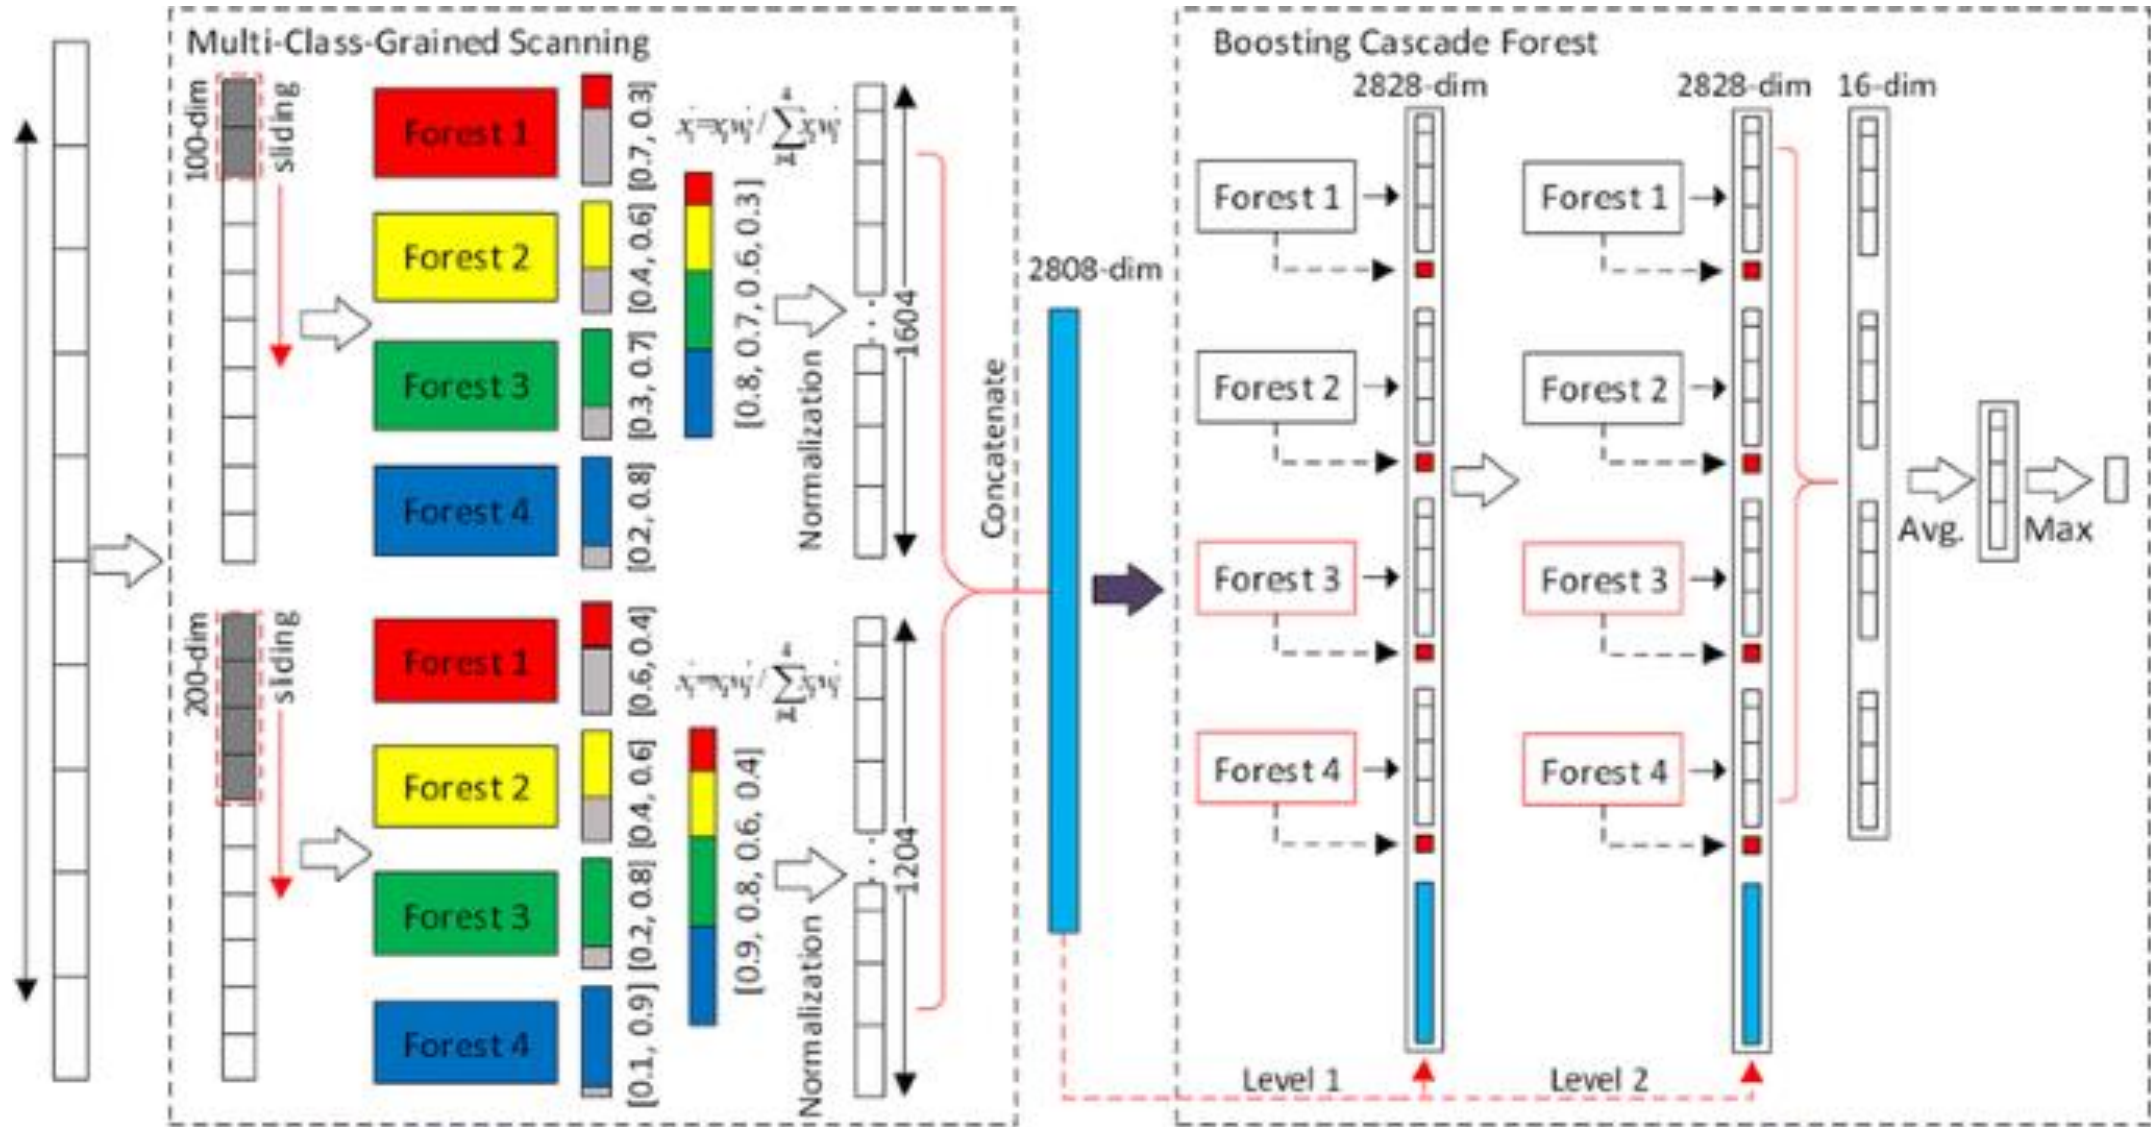 Multi-Class-Grained Scanning
100-dim
sliding
Forest 1
[0.7, 0.3]
Forest 2
[0.4, 0.6]
Forest 3
[0.3, 0.7]
Forest 4
[0.2, 0.8]
[0.8, 0.7, 0.6, 0.3]
Normalization
1604
200-dim
sliding
Forest 1
[0.6, 0.4]
Forest 2
[0.4, 0.6]
Forest 3
[0.2, 0.8]
Forest 4
[0.1, 0.9]
[0.9, 0.8, 0.6, 0.4]
Normalization
1204
Concatenate
2808-dim
Boosting Cascade Forest
2828-dim
Forest 1
Forest 2
Forest 3
Forest 4
Level 1
2828-dim
Forest 1
Forest 2
Forest 3
Forest 4
Level 2
16-dim
Avg.
Max